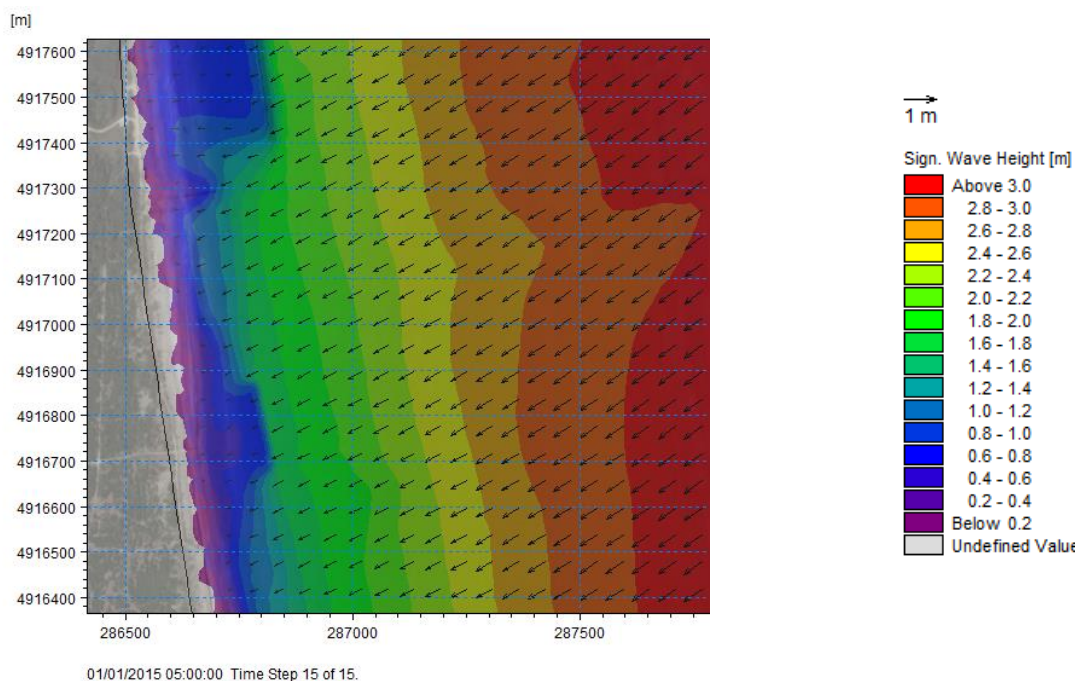 [m]
4917600
4917500
4917400
4917300
4917200
4917100
4917000
4916900
4916800
4916700
4916600
4916500
4916400
286500 287000 287500
01/01/2015 05:00:00 Time Step 15 of 15.
1 m
Sign. Wave Height [m]
Above 3.0
2.8 - 3.0
2.6 - 2.8
2.4 - 2.6
2.2 - 2.4
2.0 - 2.2
1.8 - 2.0
1.6 - 1.8
1.4 - 1.6
1.2 - 1.4
1.0 - 1.2
0.8 - 1.0
0.6 - 0.8
0.4 - 0.6
0.2 - 0.4
Below 0.2
Undefined Value